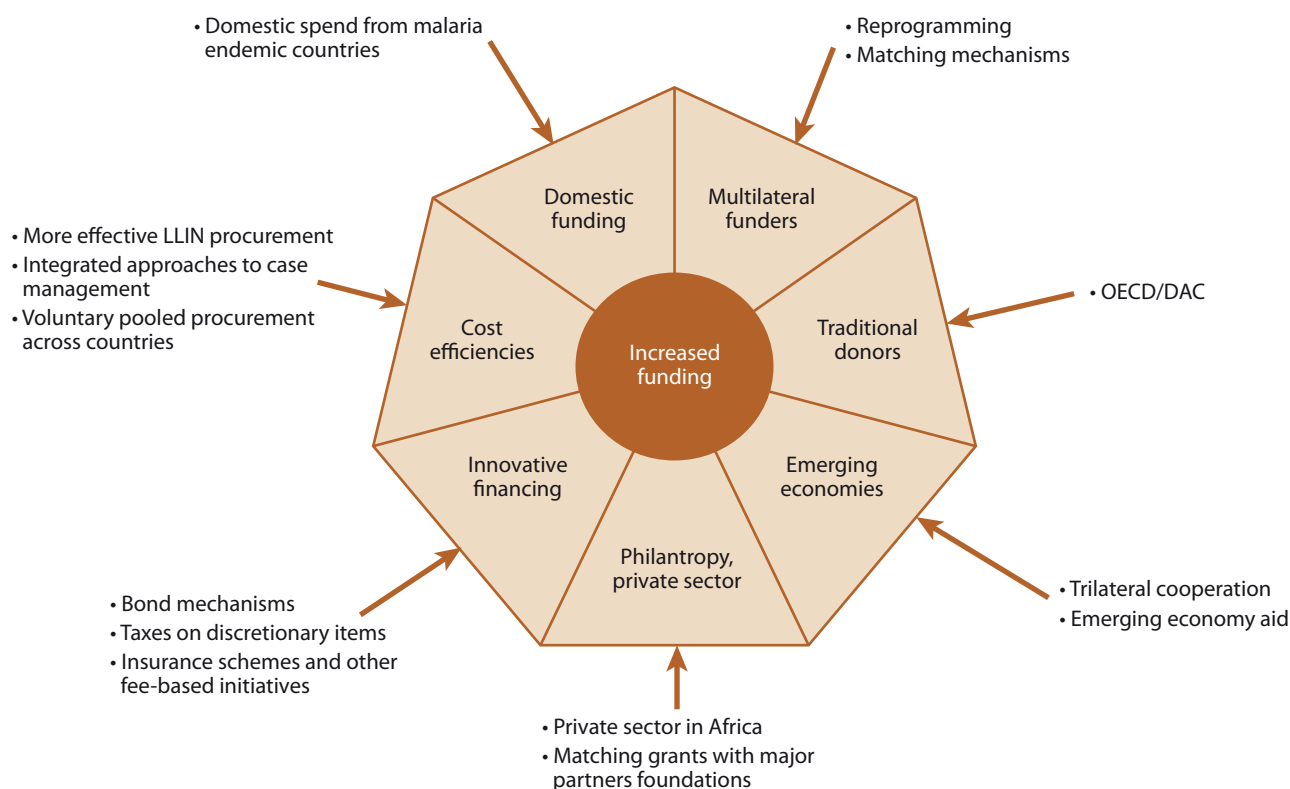 • Domestic spend from malaria
endemic countries
• Reprogramming
• Matching mechanisms
Domestic
funding
Multilateral
funders
• More effective LLIN procurement
• Integrated approaches to case
management
• Voluntary pooled procurement
across countries
Cost
efficiencies
Increased
funding
Traditional
donors
• OECD/DAC
Innovative
financing
Emerging
economies
Philantropy,
private sector
• Bond mechanisms
• Taxes on discretionary items
• Insurance schemes and other
fee-based initiatives
• Trilateral cooperation
• Emerging economy aid
• Private sector in Africa
• Matching grants with major
partners foundations